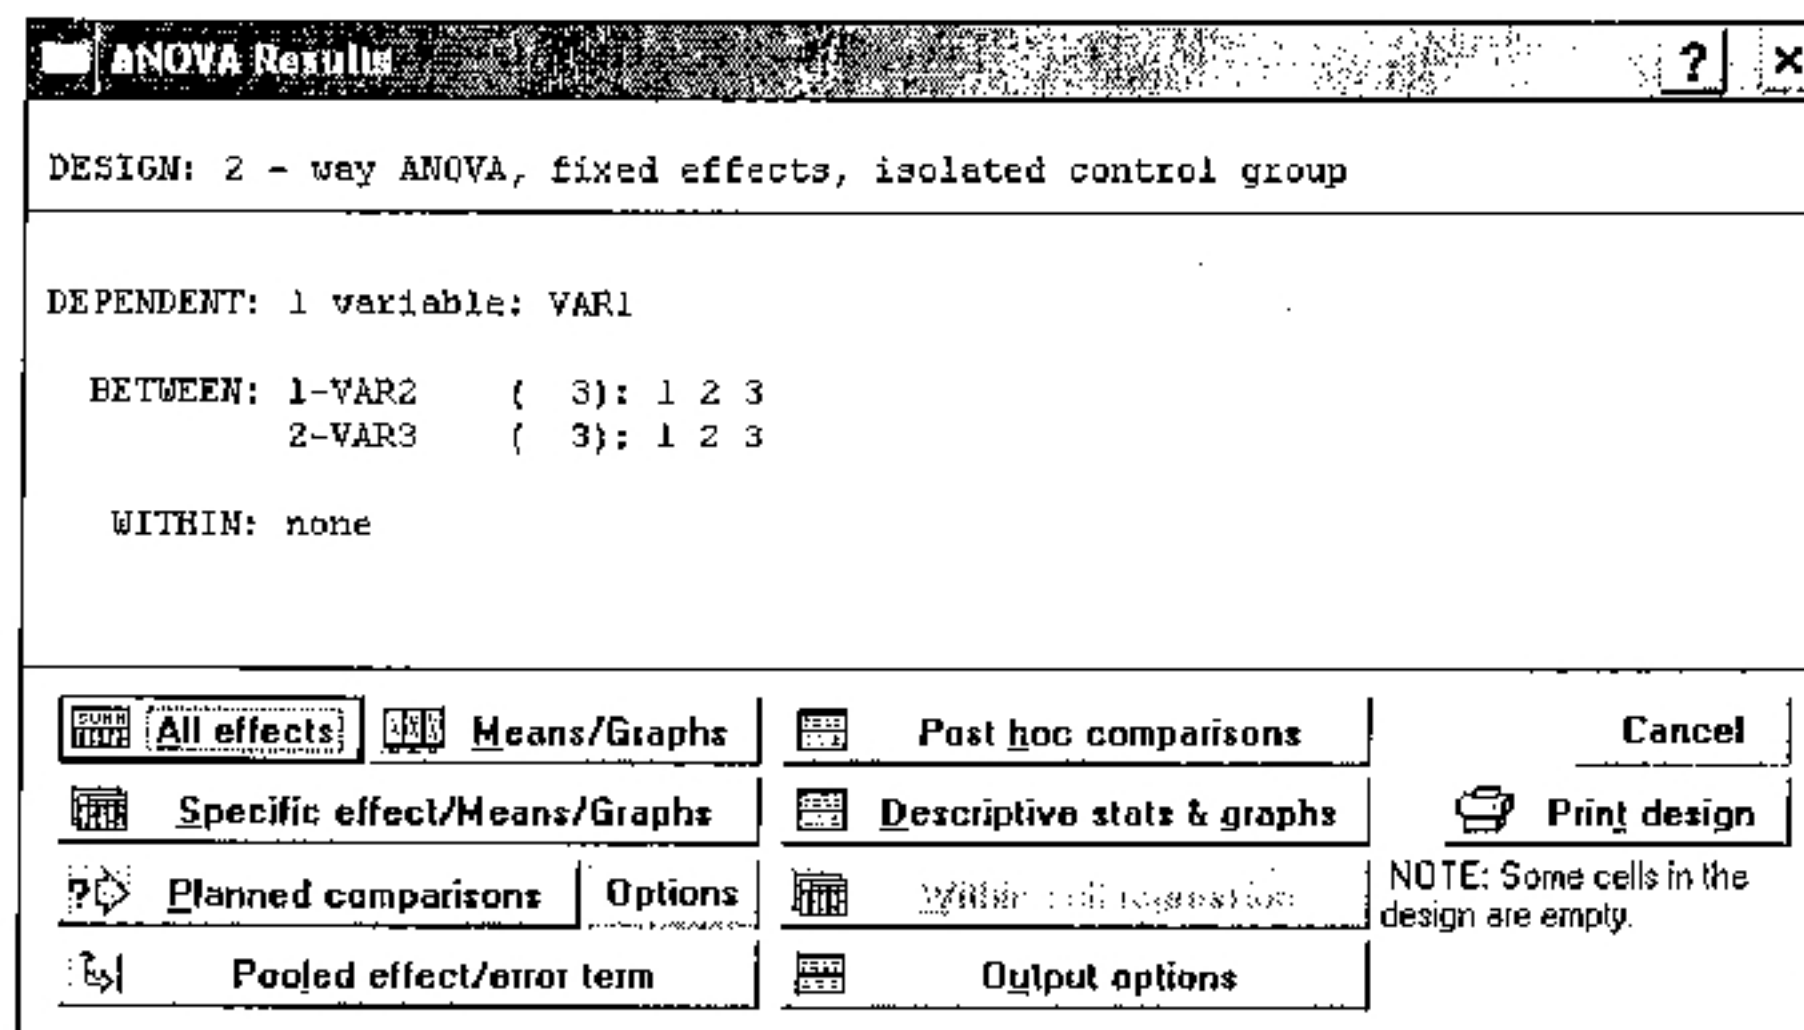 ANOVA Results ? ×
DESIGN: 2 - way ANOVA, fixed effects, isolated control group
DEPENDENT: 1 variable: VAR1
BETWEEN: 1-VAR2 ( 3): 1 2 3
2-VAR3 ( 3): 1 2 3
WITHIN: none
All effects Means/Graphs Post hoc comparisons Cancel
Specific effect/Means/Graphs Descriptive stats & graphs Print design
Planned comparisons Options Within cell regression
NOTE: Some cells in the
design are empty.
Pooled effect/error term Output options